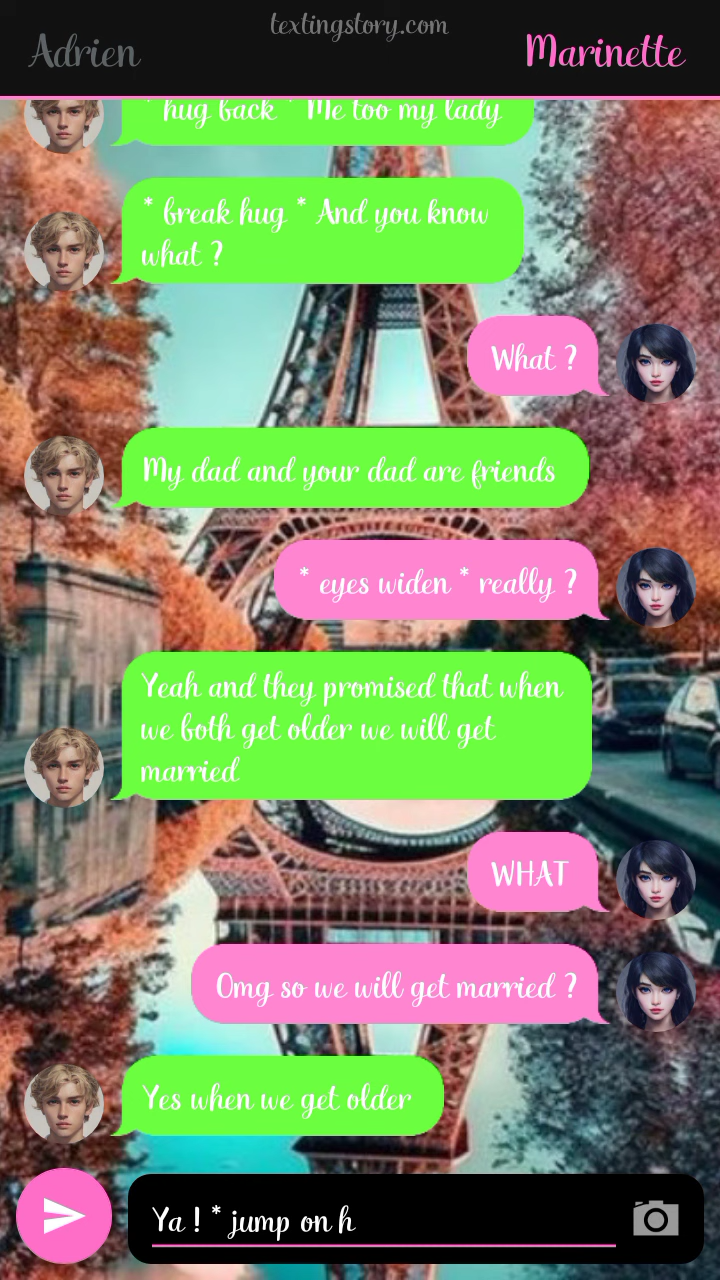 textingstory.com
Adrien
Marinette
* hug back * Me too my lady
* break hug * And you know
what ?
What ?
My dad and your dad are friends
* eyes widen * really ?
Yeah and they promised that when
we both get older we will get
married
WHAT
Omg so we will get married ?
Yes when we get older
Ya ! * jump on h